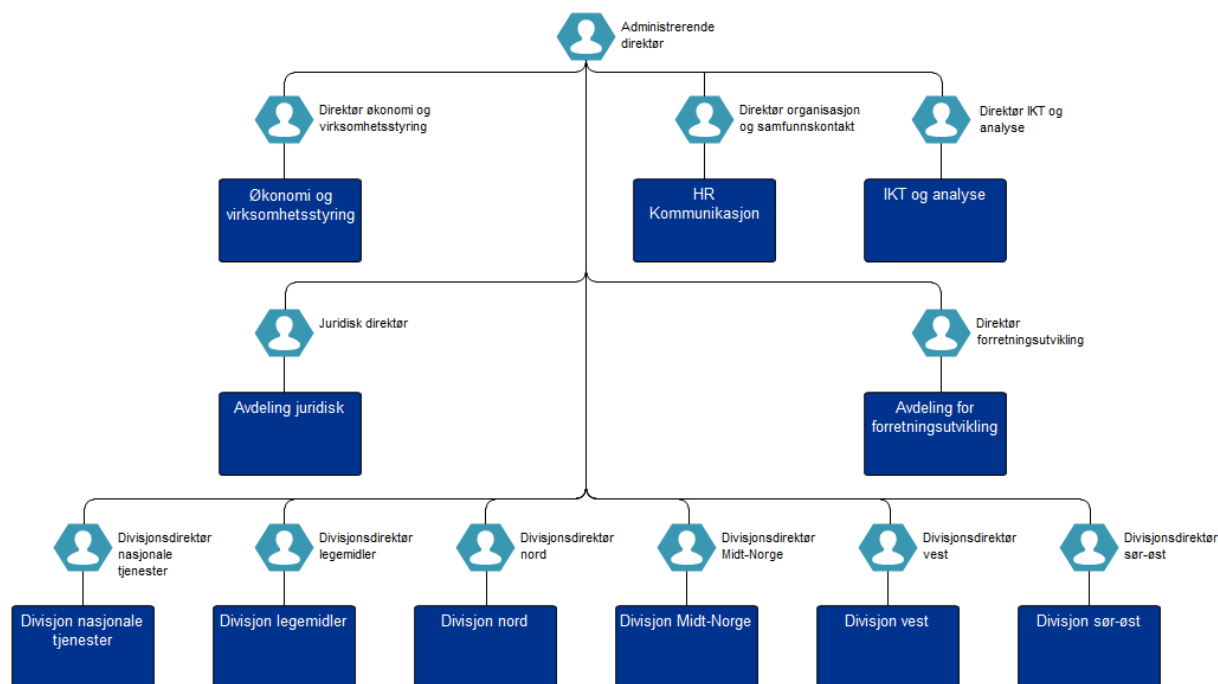 Administrerende
direktør
Direktør økonomi og
virksomhetsstyring
Direktør organisasjon
og samfunnskontakt
Direktør IKT og
analyse
Økonomi og
virksomhetsstyring
HR
Kommunikasjon
IKT og analyse
Juridisk direktør
Direktør
forretningsutvikling
Avdeling juridisk
Avdeling for
forretningsutvikling
Divisjonsdirektør
nasjonale
tjenester
Divisjonsdirektør
legemidler
Divisjonsdirektør
nord
Divisjonsdirektør
Midt-Norge
Divisjonsdirektør
vest
Divisjonsdirektør
sør-øst
Divisjon nasjonale
tjenester
Divisjon legemidler
Divisjon nord
Divisjon Midt-Norge
Divisjon vest
Divisjon sør-øst